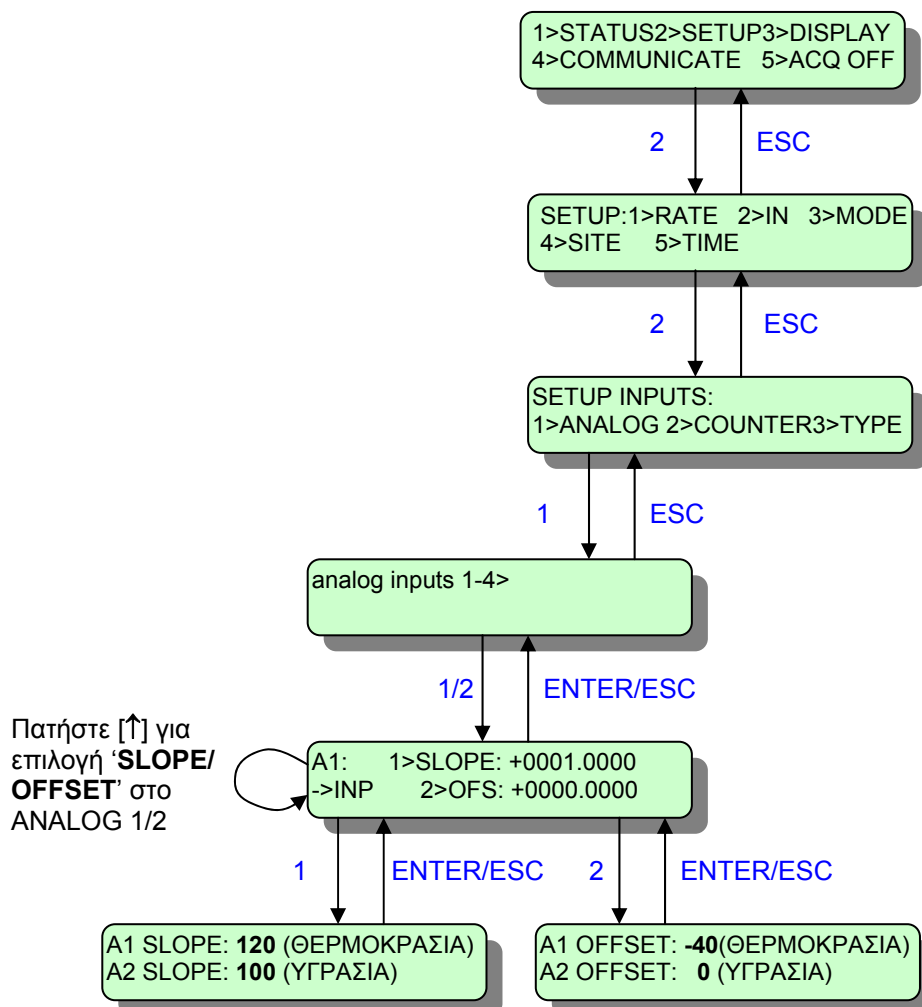 1>STATUS2>SETUP3>DISPLAY
4>COMMUNICATE 5>ACQ OFF
2
ESC
SETUP:1>RATE 2>IN 3>MODE
4>SITE 5>TIME
2
ESC
SETUP INPUTS:
1>ANALOG 2>COUNTER3>TYPE
1
ESC
analog inputs 1-4>
1/2
ENTER/ESC
Πατήστε [↑] για
επιλογή ‘SLOPE/
OFFSET’ στο
ANALOG 1/2
A1: 1>SLOPE: +0001.0000
->INP 2>OFS: +0000.0000
1
ENTER/ESC
2
ENTER/ESC
A1 SLOPE: 120 (ΘΕΡΜΟΚΡΑΣΙΑ)
A2 SLOPE: 100 (ΥΓΡΑΣΙΑ)
A1 OFFSET: -40(ΘΕΡΜΟΚΡΑΣΙΑ)
A2 OFFSET: 0 (ΥΓΡΑΣΙΑ)